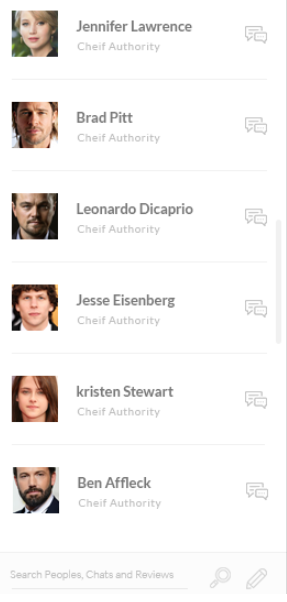 Jennifer Lawrence
Cheif Authority
Brad Pitt
Cheif Authority
Leonardo Dicaprio
Cheif Authority
Jesse Eisenberg
Cheif Authority
kristen Stewart
Cheif Authority
Ben Affleck
Cheif Authority
Search Peoples, Chats and Reviews